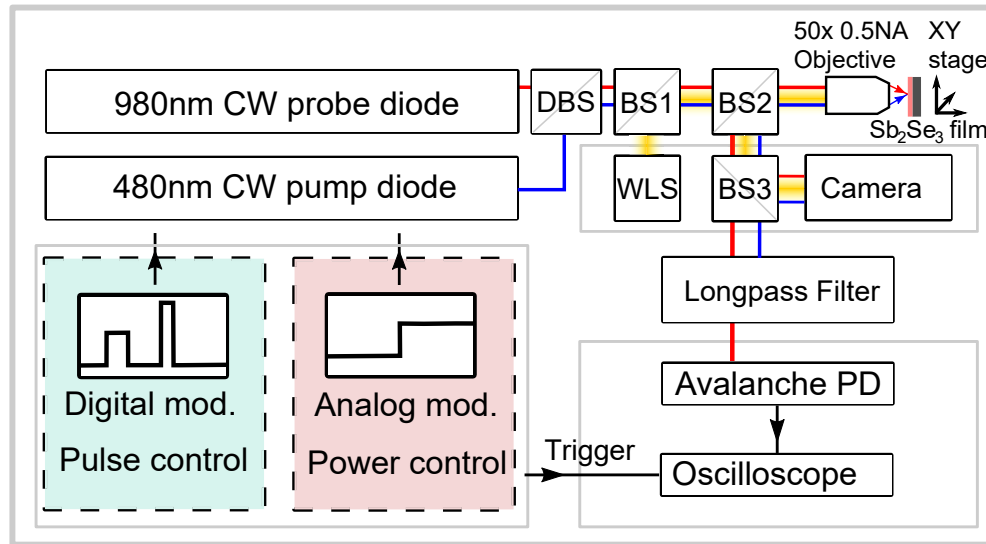 50x 0.5NA
Objective
XY
stage
980nm CW probe diode
DBS
BS1
BS2
Sb₂Se₃ film
480nm CW pump diode
WLS
BS3
Camera
Longpass Filter
Digital mod.
Pulse control
Analog mod.
Power control
Trigger
Avalanche PD
Oscilloscope